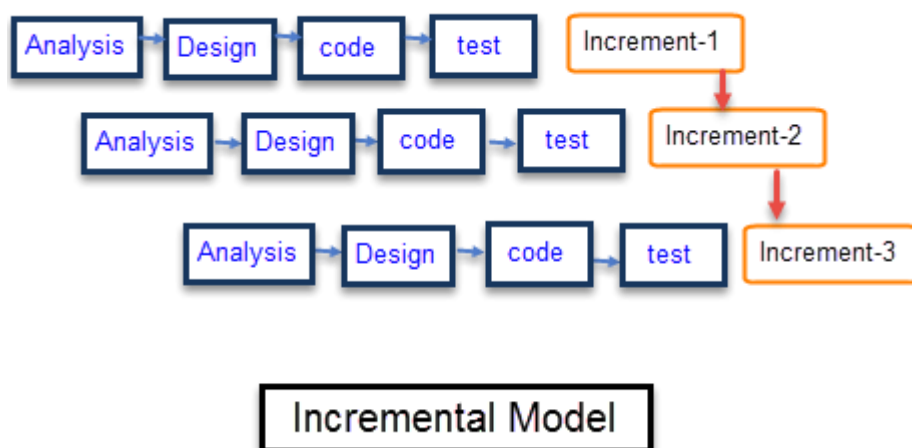 Analysis Design code test Increment-1
Analysis Design code test Increment-2
Analysis Design code test Increment-3
Incremental Model